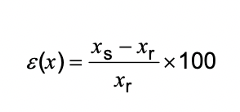 ε(x) = (xₛ − xᵣ) / xᵣ × 100